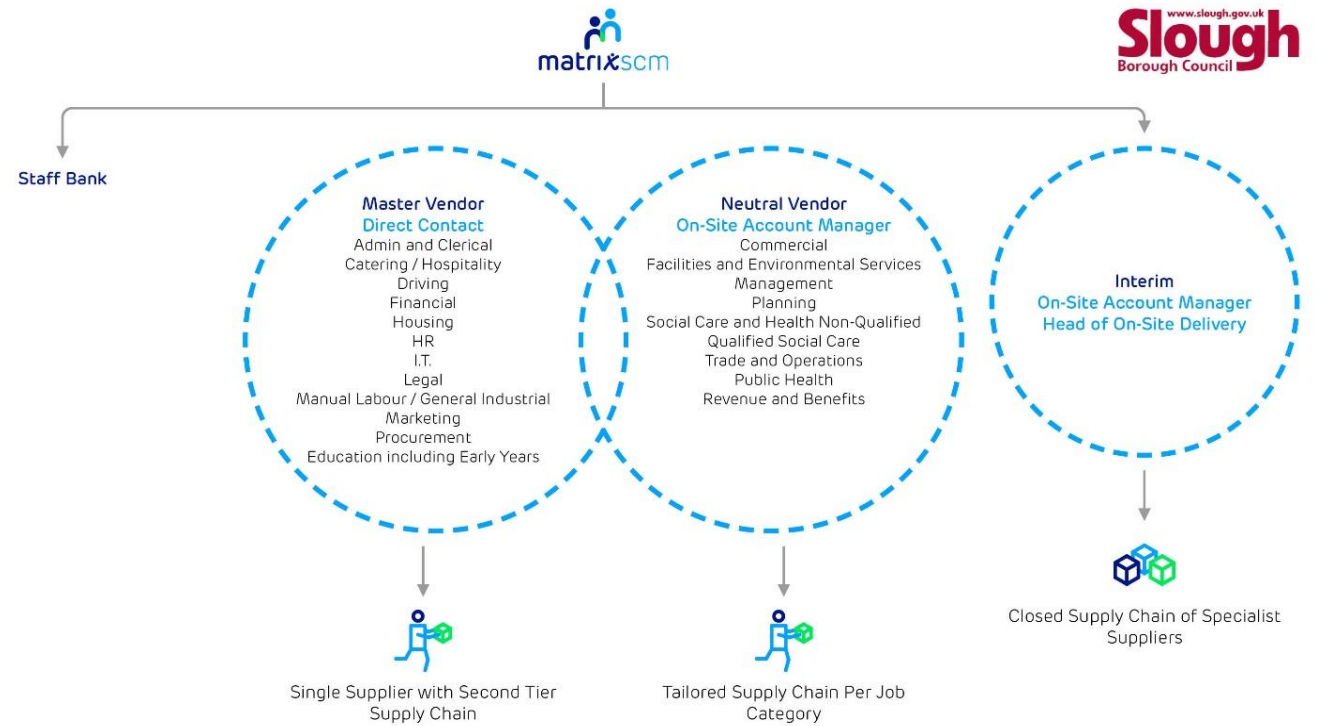 matrixscm
www.slough.gov.uk
Slough
Borough Council
Staff Bank
Master Vendor
Direct Contact
Admin and Clerical
Catering / Hospitality
Driving
Financial
Housing
HR
I.T.
Legal
Manual Labour / General Industrial
Marketing
Procurement
Education including Early Years
Neutral Vendor
On-Site Account Manager
Commercial
Facilities and Environmental Services
Management
Planning
Social Care and Health Non-Qualified
Qualified Social Care
Trade and Operations
Public Health
Revenue and Benefits
Interim
On-Site Account Manager
Head of On-Site Delivery
Single Supplier with Second Tier
Supply Chain
Tailored Supply Chain Per Job
Category
Closed Supply Chain of Specialist
Suppliers